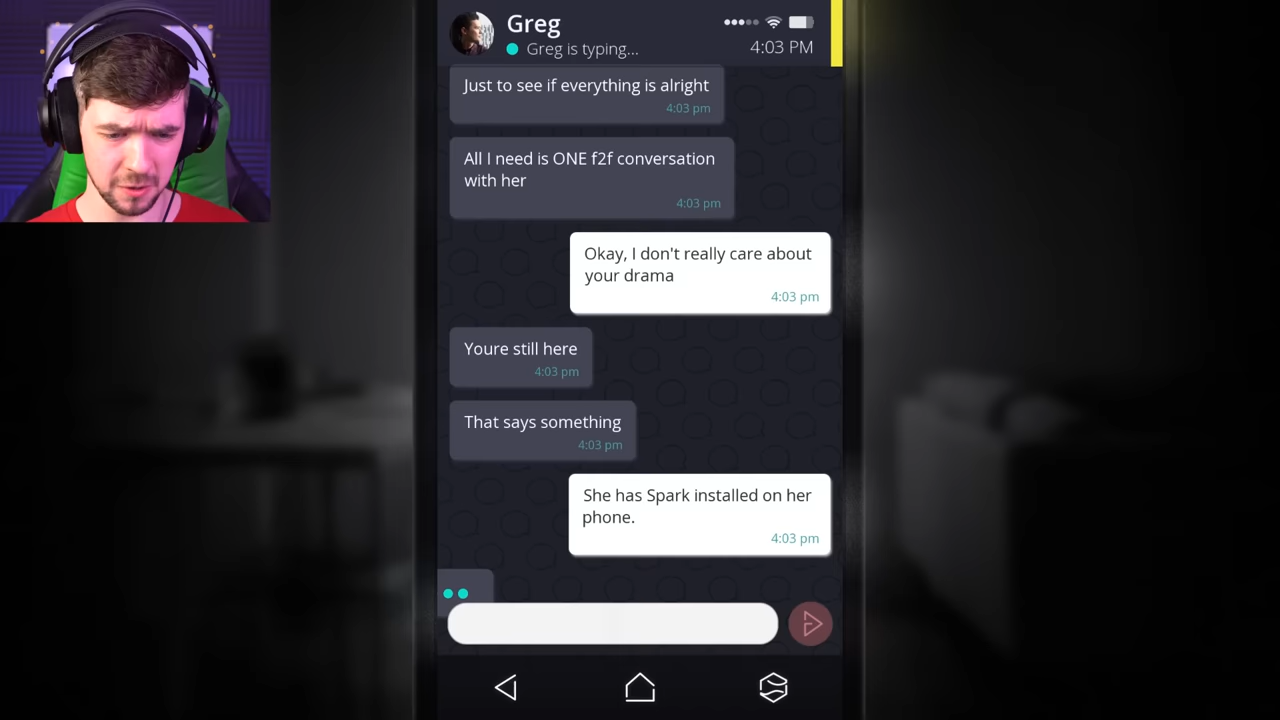 Greg
Greg is typing...
4:03 PM
Just to see if everything is alright
4:03 pm
All I need is ONE f2f conversation
with her
4:03 pm
Okay, I don't really care about
your drama
4:03 pm
Youre still here
4:03 pm
That says something
4:03 pm
She has Spark installed on her
phone.
4:03 pm